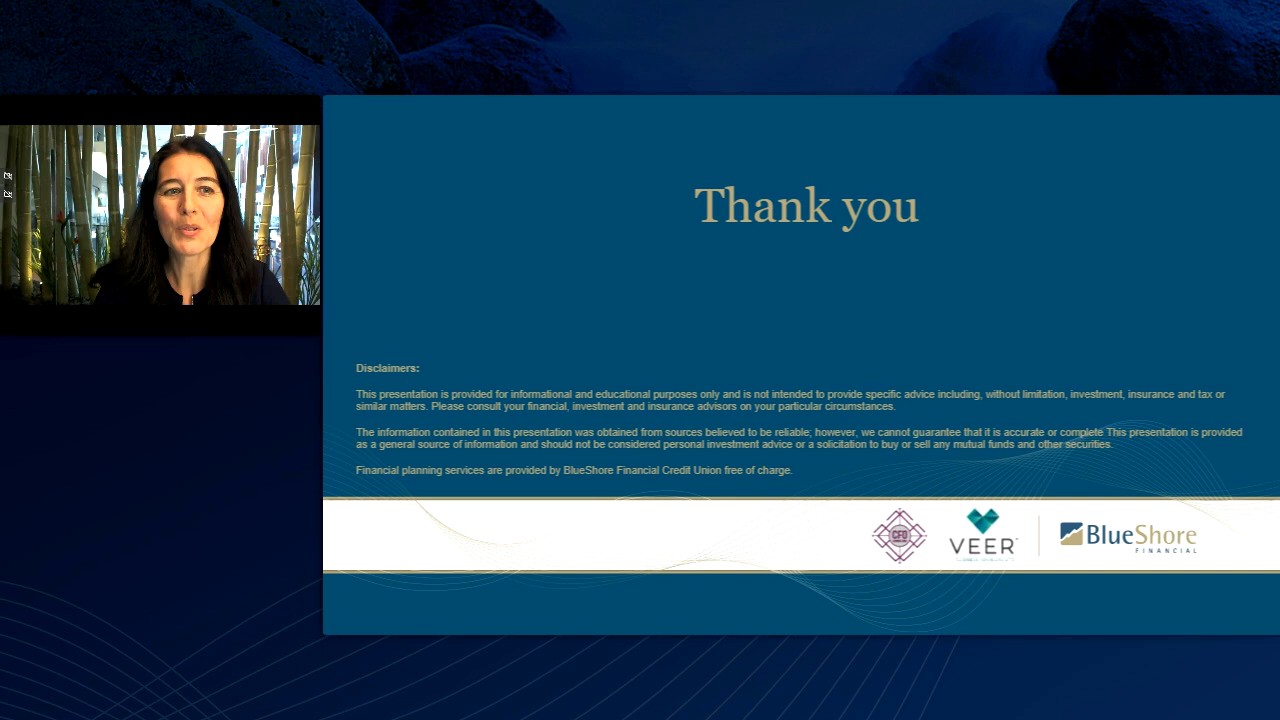 Thank you
Disclaimers:
This presentation is provided for informational and educational purposes only and is not intended to provide specific advice including, without limitation, investment, insurance and tax or
similar matters. Please consult your financial, investment and insurance advisors on your particular circumstances.
The information contained in this presentation was obtained from sources believed to be reliable; however, we cannot guarantee that it is accurate or complete This presentation is provided
as a general source of information and should not be considered personal investment advice or a solicitation to buy or sell any mutual funds and other securities.
Financial planning services are provided by BlueShore Financial Credit Union free of charge.
CFO
VEER
BlueShore
FINANCIAL